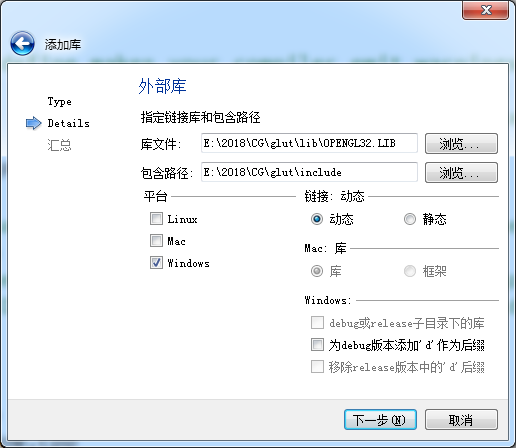 添加库
外部库
Type
Details
汇总
指定链接库和包含路径
库文件: E:\2018\CG\glut\lib\OPENGL32.LIB 浏览...
包含路径: E:\2018\CG\glut\include 浏览...
平台
Linux
Mac
Windows
链接: 动态
动态 静态
Mac: 库
库 框架
Windows:
debug或release子目录下的库
为debug版本添加'd'作为后缀
移除release版本中的'd'后缀
下一步(N) 取消